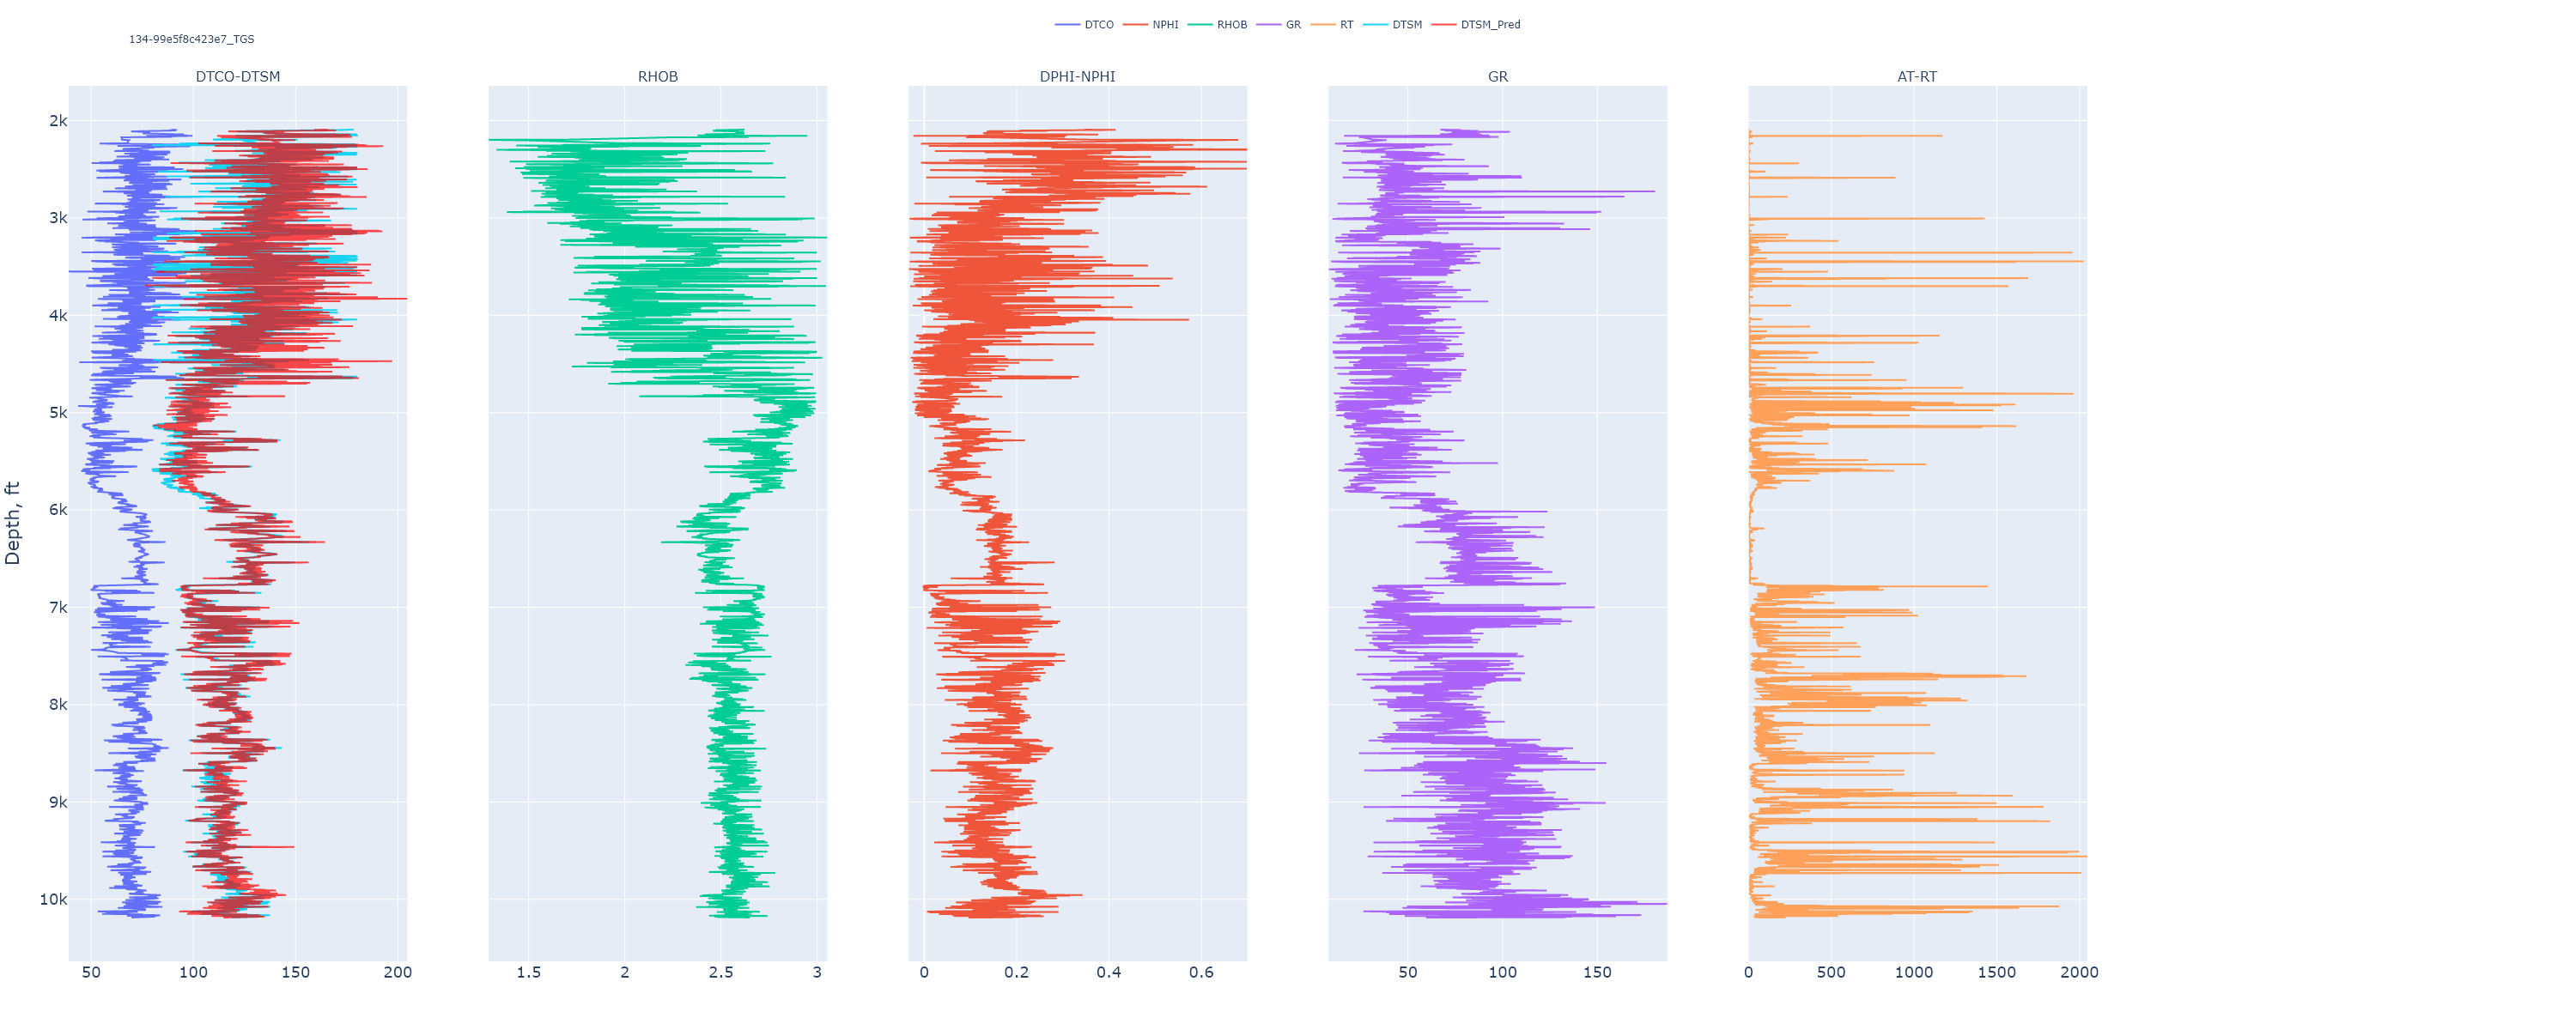 DTCO NPHI RHOB GR RT DTSM DTSM_Pred
134-99e5f8c423e7_TGS
DTCO-DTSM RHOB DPHI-NPHI GR AT-RT
Depth, ft
2k
3k
4k
5k
6k
7k
8k
9k
10k
50 100 150 200 1.5 2 2.5 3 0 0.2 0.4 0.6 50 100 150 0 500 1000 1500 2000